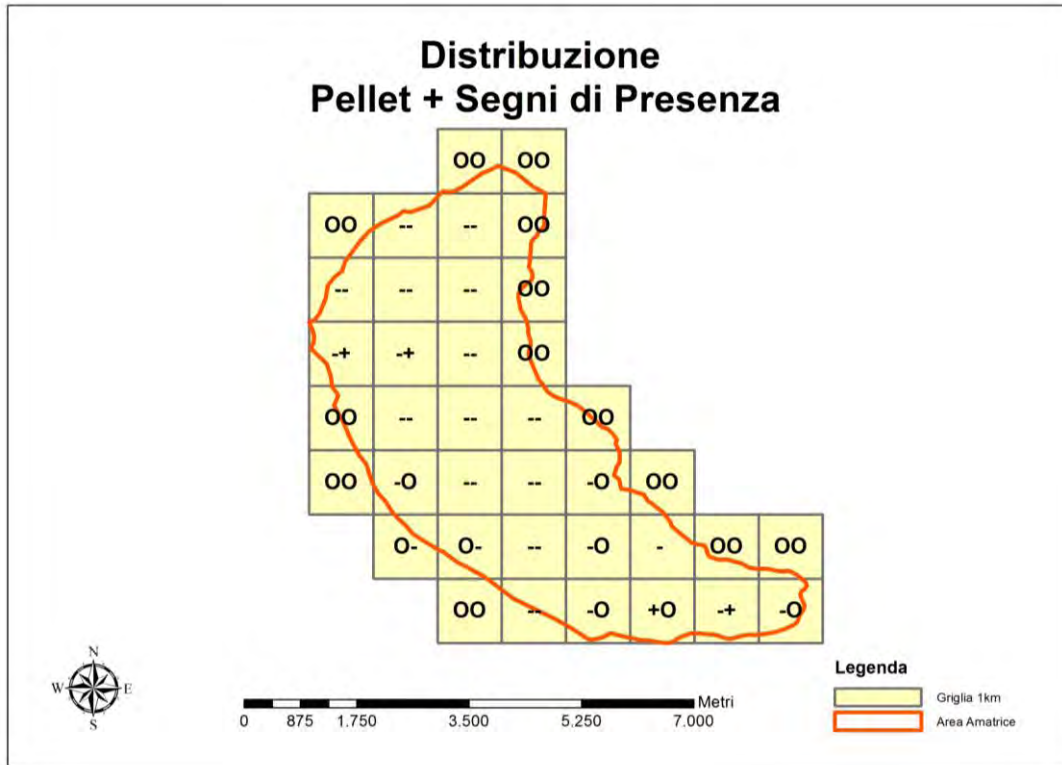 Distribuzione
Pellet + Segni di Presenza
OO OO
OO -- -- OO
-- -- -- OO
-+ -+ -- OO
OO -- -- -- OO
OO -O -- -- -O OO
O- O- -- -O - OO OO
OO -- -O +O -+ -O
N
W E
S
Metri
0 875 1.750 3.500 5.250 7.000
Legenda
Griglia 1km
Area Amatrice